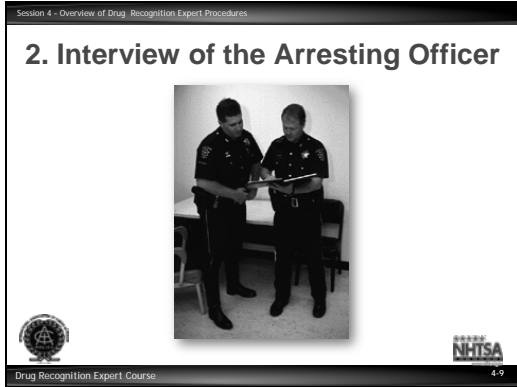 Session 4 - Overview of Drug Recognition Expert Procedures
2. Interview of the Arresting Officer
NHTSA
Drug Recognition Expert Course
4-9